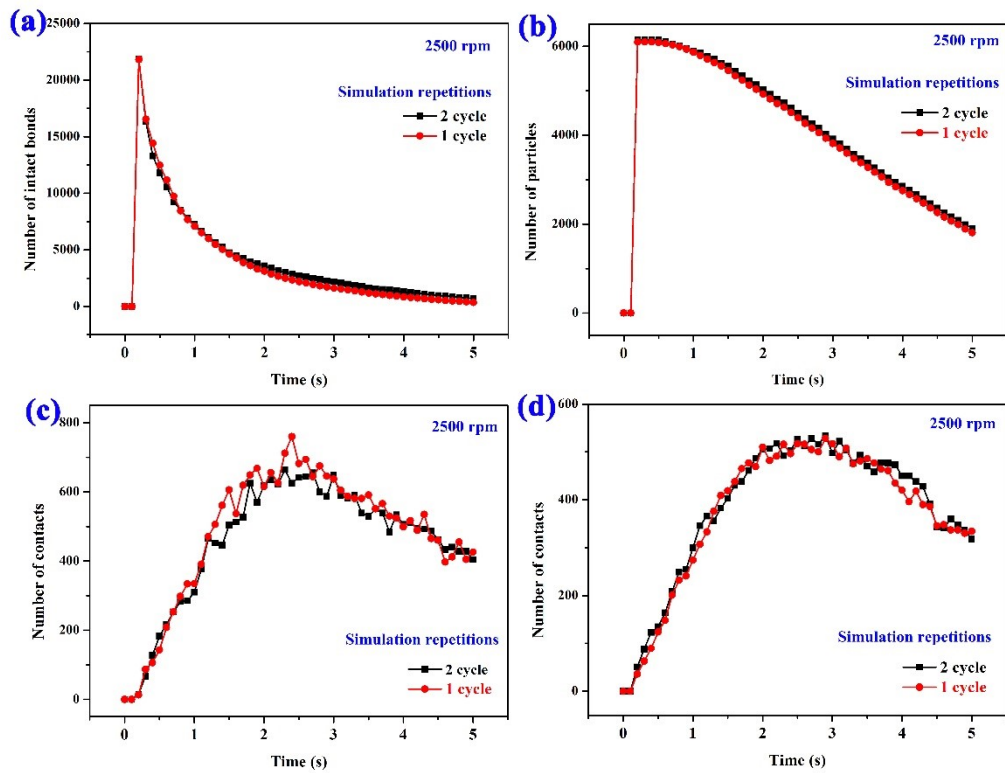 (a)
25000
20000
15000
10000
5000
0
Number of intact bonds
2500 rpm
Simulation repetitions
2 cycle
1 cycle
0 1 2 3 4 5
Time (s)
(b)
6000
4000
2000
0
Number of particles
2500 rpm
Simulation repetitions
2 cycle
1 cycle
0 1 2 3 4 5
Time (s)
(c)
800
600
400
200
0
Number of contacts
2500 rpm
Simulation repetitions
2 cycle
1 cycle
0 1 2 3 4 5
Time (s)
(d)
600
400
200
0
Number of contacts
2500 rpm
Simulation repetitions
2 cycle
1 cycle
0 1 2 3 4 5
Time (s)